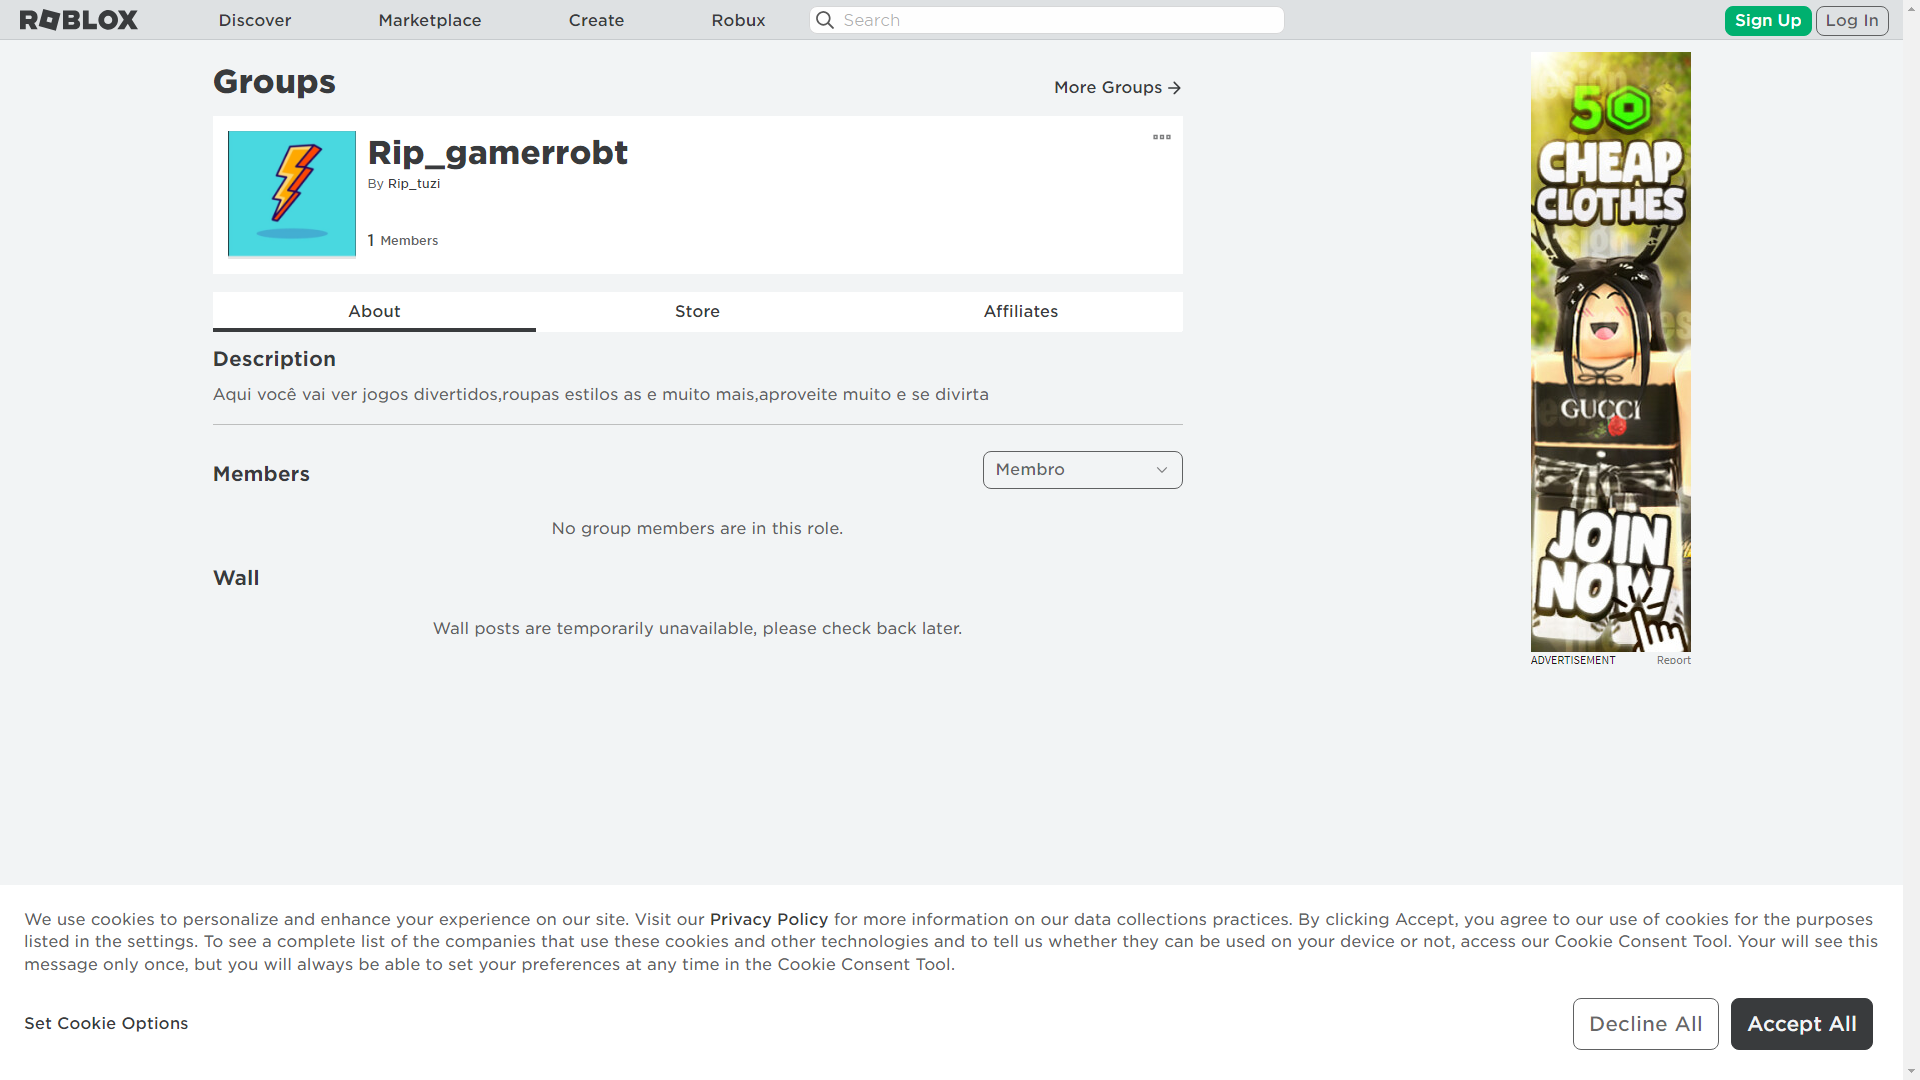 ROBLOX Discover Marketplace Create Robux Search Sign Up Log In
Groups
More Groups
Rip_gamerrobt
By Rip_tuzi
1 Members
About Store Affiliates
Description
Aqui você vai ver jogos divertidos,roupas estilos as e muito mais,aproveite muito e se divirta
Members
Membro
No group members are in this role.
Wall
Wall posts are temporarily unavailable, please check back later.
50
CHEAP
CLOTHES
GUCCI
JOIN
NOW
ADVERTISEMENT Report
We use cookies to personalize and enhance your experience on our site. Visit our Privacy Policy for more information on our data collections practices. By clicking Accept, you agree to our use of cookies for the purposes
listed in the settings. To see a complete list of the companies that use these cookies and other technologies and to tell us whether they can be used on your device or not, access our Cookie Consent Tool. Your will see this
message only once, but you will always be able to set your preferences at any time in the Cookie Consent Tool.
Set Cookie Options
Decline All
Accept All